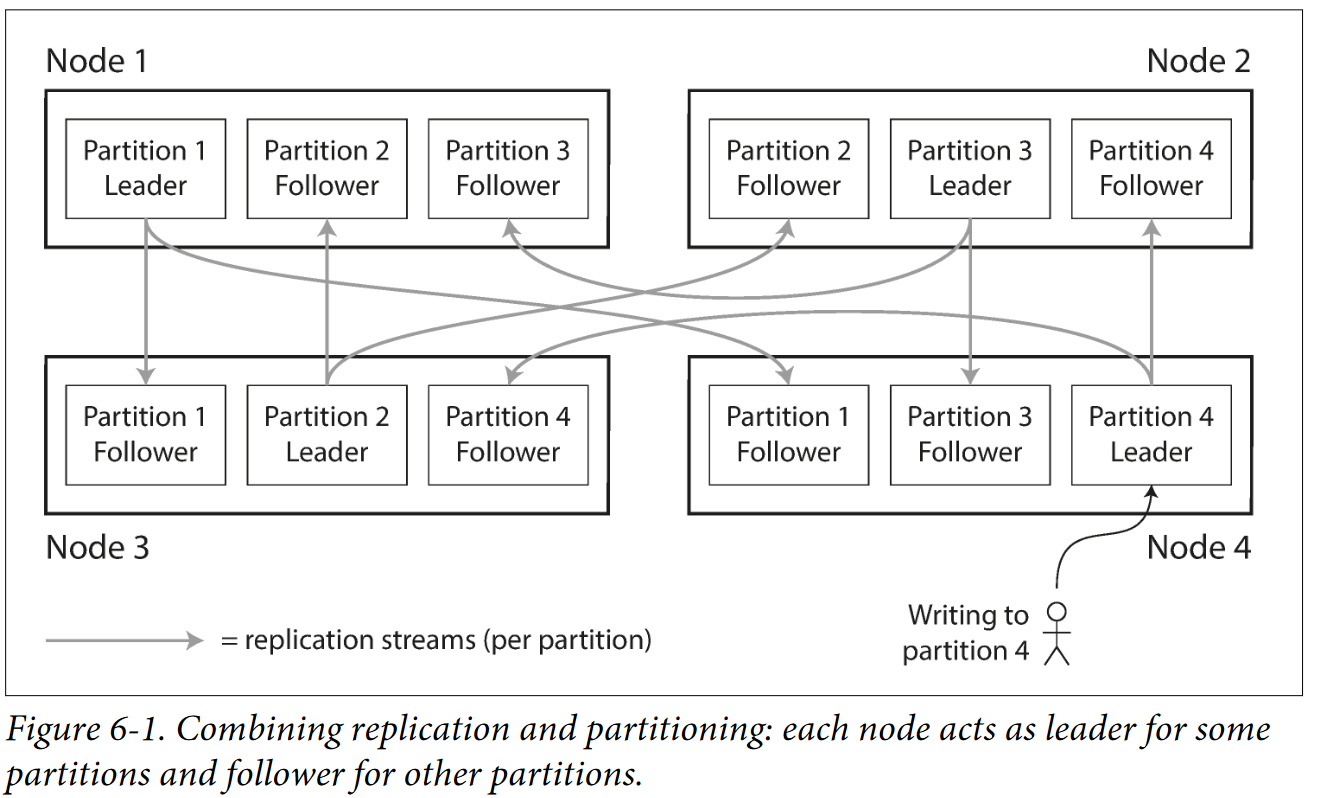 Node 1
Node 2
Partition 1
Leader
Partition 2
Follower
Partition 3
Follower
Partition 2
Follower
Partition 3
Leader
Partition 4
Follower
Partition 1
Follower
Partition 2
Leader
Partition 4
Follower
Partition 1
Follower
Partition 3
Follower
Partition 4
Leader
Node 3
Node 4
= replication streams (per partition)
Writing to
partition 4
Figure 6-1. Combining replication and partitioning: each node acts as leader for some
partitions and follower for other partitions.